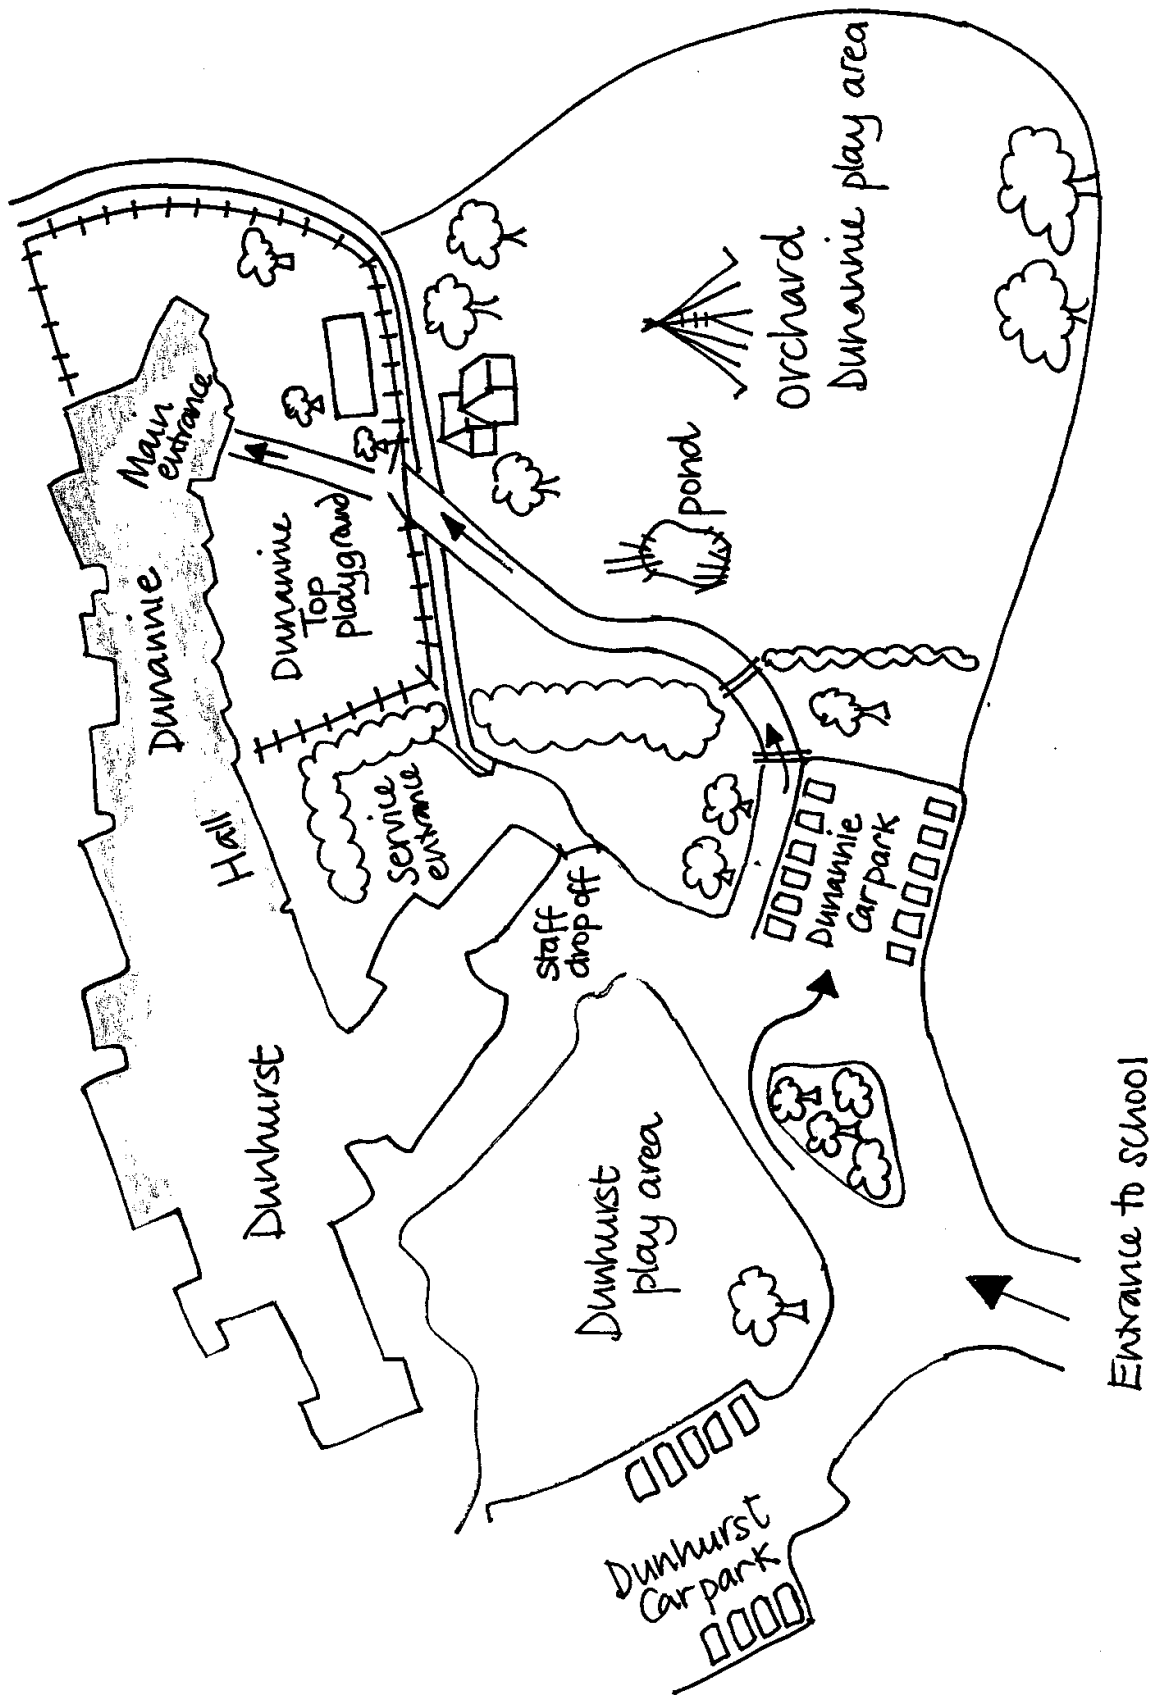 Main
entrance
Dunannie
Dunannie
Top
playground
Hall
Service
entrance
Staff
drop off
Dunhurst
pond
Orchard
Dunannie play area
Dunannie
Carpark
Dunhurst
play area
Dunhurst
Carpark
Entrance to school